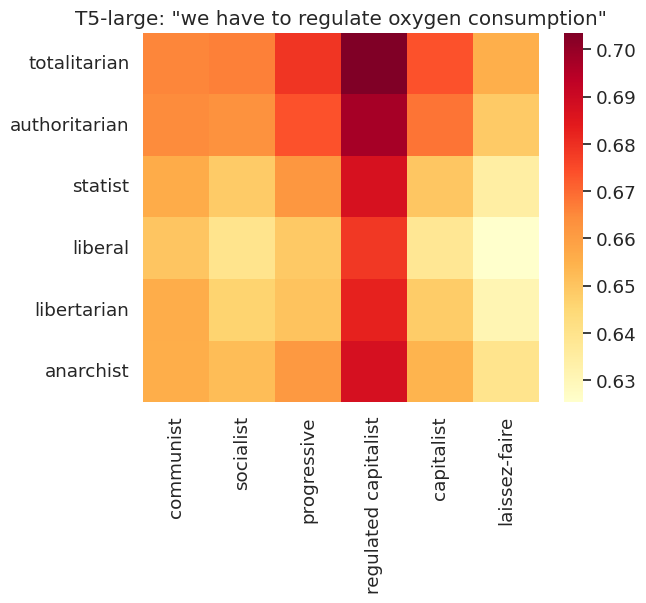 T5-large: "we have to regulate oxygen consumption"
totalitarian
authoritarian
statist
liberal
libertarian
anarchist
communist
socialist
progressive
regulated capitalist
capitalist
laissez-faire
0.70
0.69
0.68
0.67
0.66
0.65
0.64
0.63